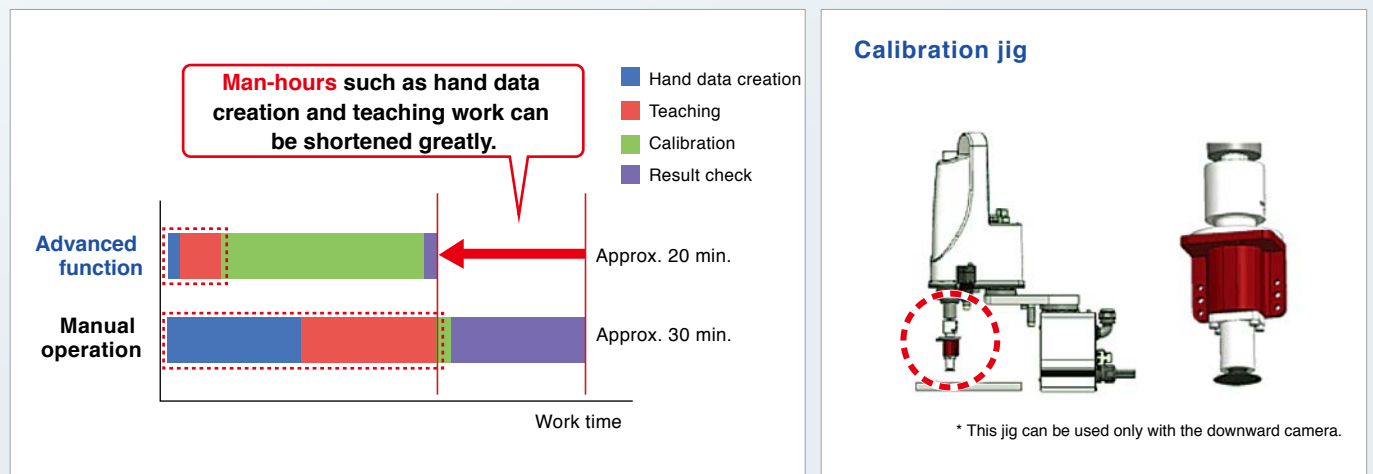 Man-hours such as hand data
creation and teaching work can
be shortened greatly.
Hand data creation
Teaching
Calibration
Result check
Advanced
function
Approx. 20 min.
Manual
operation
Approx. 30 min.
Work time
Calibration jig
* This jig can be used only with the downward camera.